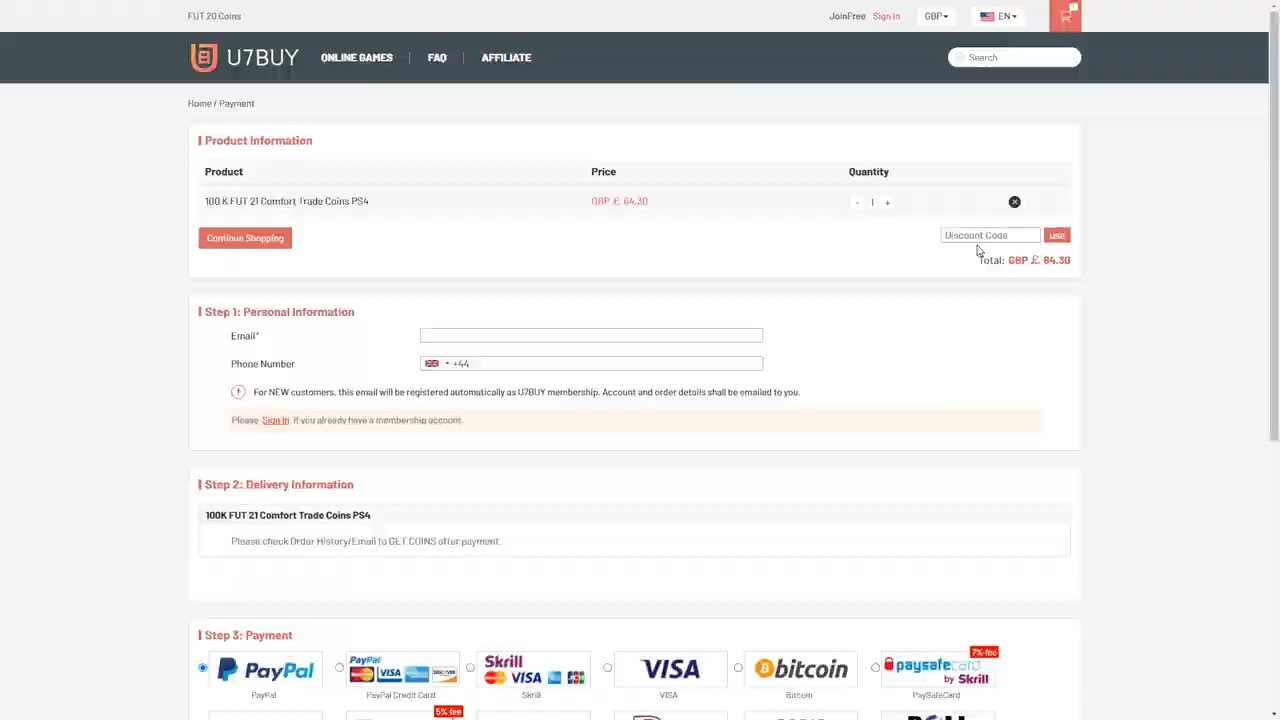 FUT 20 Coins
JoinFree Sign In GBP EN 1
U7BUY ONLINE GAMES FAQ AFFILIATE Search
Home / Payment
Product Information
Product Price Quantity
100 K FUT 21 Comfort Trade Coins PS4 GBP £ 64.30 - 1 +
Continue Shopping Discount Code use
Total: GBP £ 64.30
Step 1: Personal Information
Email*
Phone Number +44
For NEW customers, this email will be registered automatically as U7BUY membership. Account and order details shall be emailed to you.
Please Sign In if you already have a membership account.
Step 2: Delivery Information
100K FUT 21 Comfort Trade Coins PS4
Please check Order History/Email to GET COINS after payment.
Step 3: Payment
PayPal PayPal VISA DISCOVER Skrill VISA JCB VISA bitcoin paysafecard by Skrill 7% fee
PayPal PayPal Credit Card Skrill VISA Bitcoin PaySafeCard
5% fee